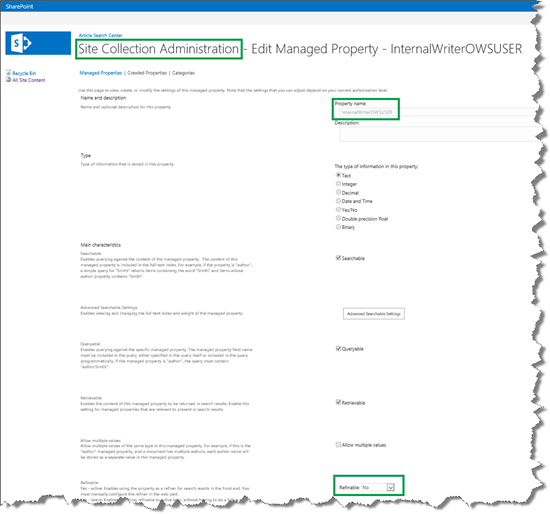 SharePoint
Article Search Center
Site Collection Administration - Edit Managed Property - InternalWriterOWSUSER
Recycle Bin
All Site Content
Managed Properties | Crawled Properties | Categories
Use this page to view, create, or modify the settings of this managed property. Note that the settings that you can adjust depend on your current authorization level.
Name and description
Name and optional description for this property.
Property name:
InternalWriterOWSUSER
Description:
Type
Type of information that is stored in this property.
The type of information in this property:
Text
Integer
Decimal
Date and Time
Yes/No
Double precision float
Binary
Main characteristics
Searchable
Enables querying against the content of the managed property. The content of this
managed property is included in the full-text index. For example, if the property is "author",
a simple query for "Smith" returns items containing the word "Smith" and items whose
author property contains "Smith".
Searchable
Advanced Searchable Settings
Enables viewing and changing the full-text index and weight of the managed property.
Advanced Searchable Settings
Queryable
Enables querying against the specific managed property. The managed property field name
must be included in the query, either specified in the query itself or included in the query
programmatically. If the managed property is "author", the query must contain
"author:Smith".
Queryable
Retrievable
Enables the content of this managed property to be returned in search results. Enable this
setting for managed properties that are relevant to present in search results.
Retrievable
Allow multiple values
Allow multiple values of the same type in this managed property. For example, if this is the
"author" managed property, and a document has multiple authors, each author name will
be stored as a separate value in this managed property.
Allow multiple values
Refinable
Yes - active: Enables using the property as a refiner for search results in the front end. You
must manually configure the refiner in the web part.
Refinable: No